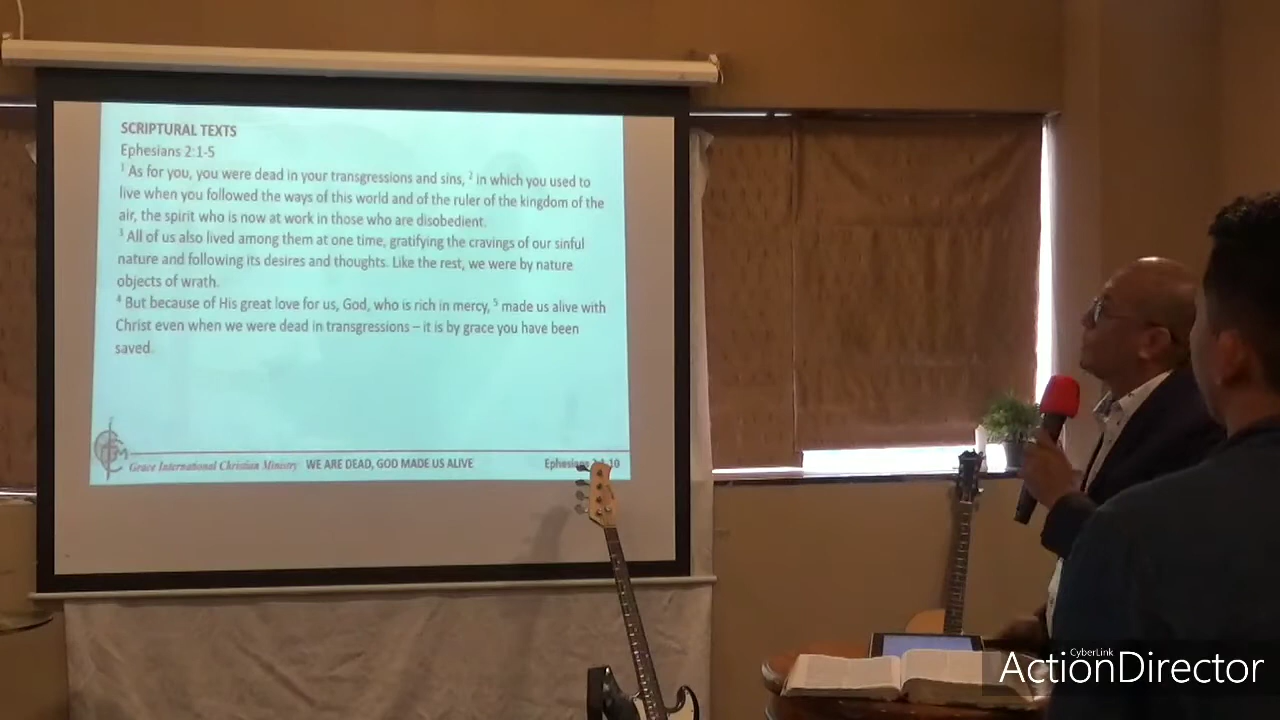 SCRIPTURAL TEXTS
Ephesians 2:1-5
1 As for you, you were dead in your transgressions and sins, 2 in which you used to
live when you followed the ways of this world and of the ruler of the kingdom of the
air, the spirit who is now at work in those who are disobedient.
3 All of us also lived among them at one time, gratifying the cravings of our sinful
nature and following its desires and thoughts. Like the rest, we were by nature
objects of wrath.
4 But because of His great love for us, God, who is rich in mercy, 5 made us alive with
Christ even when we were dead in transgressions – it is by grace you have been
saved.
Grace International Christian Ministry WE ARE DEAD, GOD MADE US ALIVE
CyberLink
ActionDirector